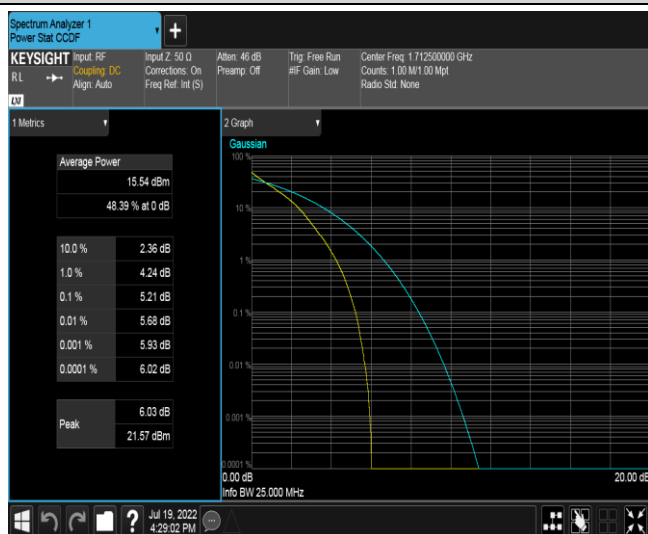 Spectrum Analyzer 1
Power Stat CCDF
KEYSIGHT
R L
LXI
Input: RF
Coupling: DC
Align: Auto
Input Z: 50 Ω
Corrections: On
Freq Ref: Int (S)
Atten: 46 dB
Preamp: Off
Trig: Free Run
#IF Gain: Low
Center Freq: 1.712500000 GHz
Counts: 1.00 M/1.00 Mpt
Radio Std: None
1 Metrics
Average Power
15.54 dBm
48.39 % at 0 dB
10.0 % 2.36 dB
1.0 % 4.24 dB
0.1 % 5.21 dB
0.01 % 5.68 dB
0.001 % 5.93 dB
0.0001 % 6.02 dB
Peak
6.03 dB
21.57 dBm
2 Graph
Gaussian
100 %
10 %
1 %
0.1 %
0.01 %
0.001 %
0.0001 %
0.00 dB 20.00 dB
Info BW 25.000 MHz
?
Jul 19, 2022
4:29:02 PM